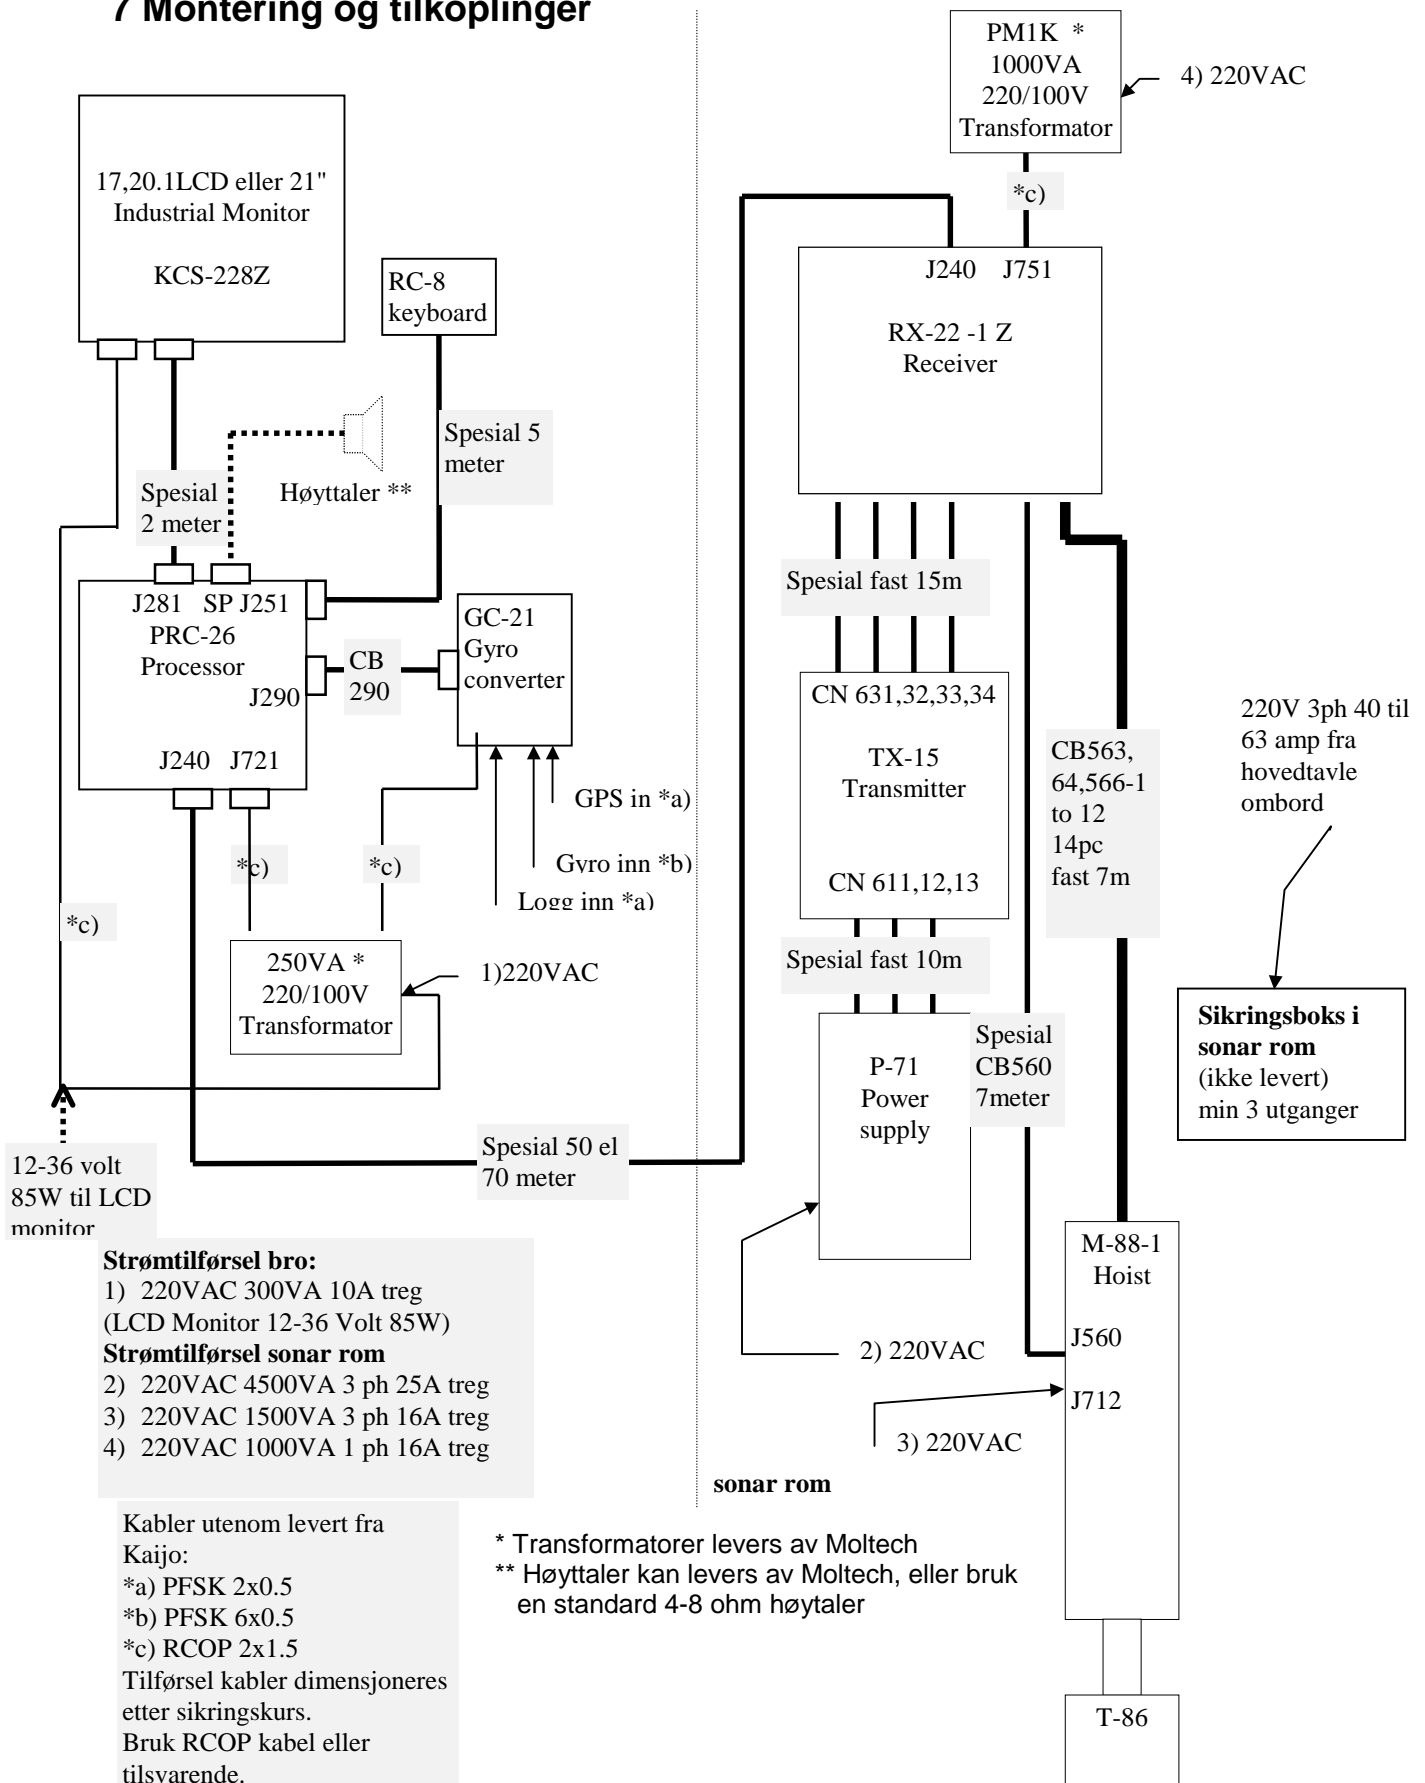 7 Montering og tilkoplinger
PM1K *
1000VA
220/100V
Transformator
4) 220VAC
*c)
17,20.1LCD eller 21"
Industrial Monitor
KCS-228Z
RC-8
keyboard
J240 J751
RX-22 -1 Z
Receiver
Spesial 5
meter
Spesial
2 meter
Høyttaler **
J281 SP J251
PRC-26
Processor
J290
J240 J721
CB
290
GC-21
Gyro
converter
GPS in *a)
Gyro inn *b)
Logg inn *a)
*c)
*c)
*c)
250VA *
220/100V
Transformator
1)220VAC
Spesial fast 15m
CN 631,32,33,34
TX-15
Transmitter
CN 611,12,13
Spesial fast 10m
P-71
Power
supply
Spesial
CB560
7meter
CB563,
64,566-1
to 12
14pc
fast 7m
220V 3ph 40 til
63 amp fra
hovedtavle
ombord
Sikringsboks i
sonar rom
(ikke levert)
min 3 utganger
Spesial 50 el
70 meter
12-36 volt
85W til LCD
monitor
M-88-1
Hoist
J560
J712
2) 220VAC
3) 220VAC
sonar rom
T-86
Strømtilførsel bro:
1) 220VAC 300VA 10A treg
(LCD Monitor 12-36 Volt 85W)
Strømtilførsel sonar rom
2) 220VAC 4500VA 3 ph 25A treg
3) 220VAC 1500VA 3 ph 16A treg
4) 220VAC 1000VA 1 ph 16A treg
Kabler utenom levert fra
Kaijo:
*a) PFSK 2x0.5
*b) PFSK 6x0.5
*c) RCOP 2x1.5
Tilførsel kabler dimensjoneres
etter sikringskurs.
Bruk RCOP kabel eller
tilsvarende.
* Transformatorer levers av Moltech
** Høyttaler kan levers av Moltech, eller bruk
en standard 4-8 ohm høytaler